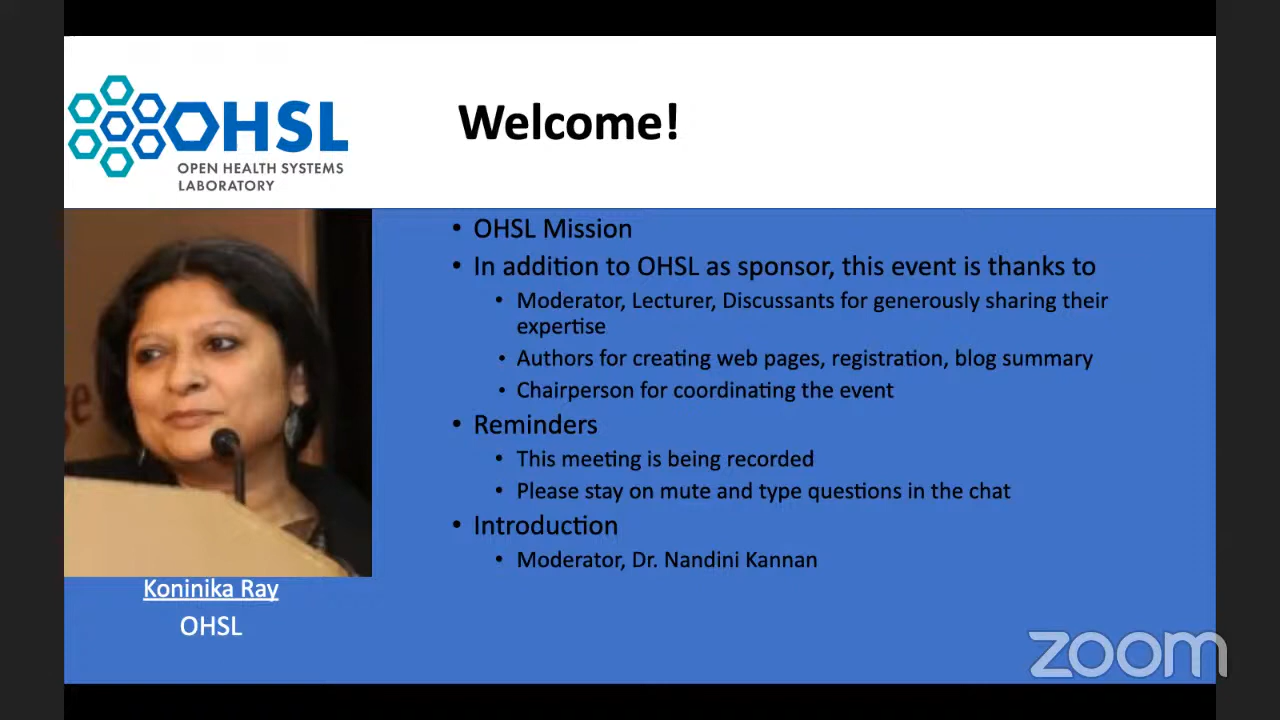 OHSL
OPEN HEALTH SYSTEMS
LABORATORY
Welcome!
• OHSL Mission
• In addition to OHSL as sponsor, this event is thanks to
• Moderator, Lecturer, Discussants for generously sharing their
expertise
• Authors for creating web pages, registration, blog summary
• Chairperson for coordinating the event
• Reminders
• This meeting is being recorded
• Please stay on mute and type questions in the chat
• Introduction
• Moderator, Dr. Nandini Kannan
Koninika Ray
OHSL
zoom